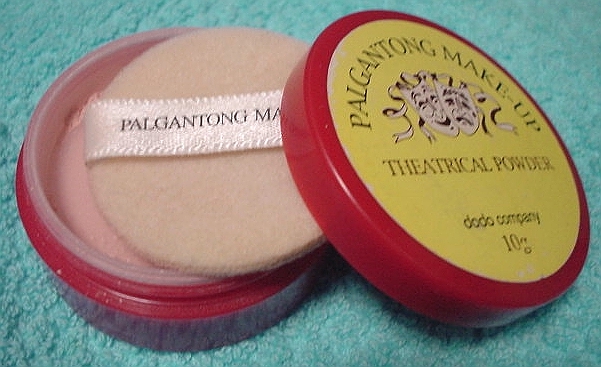 PALGANTONG MA
PALGANTONG MAKE-UP
THEATRICAL POWDER
dodo company
10g